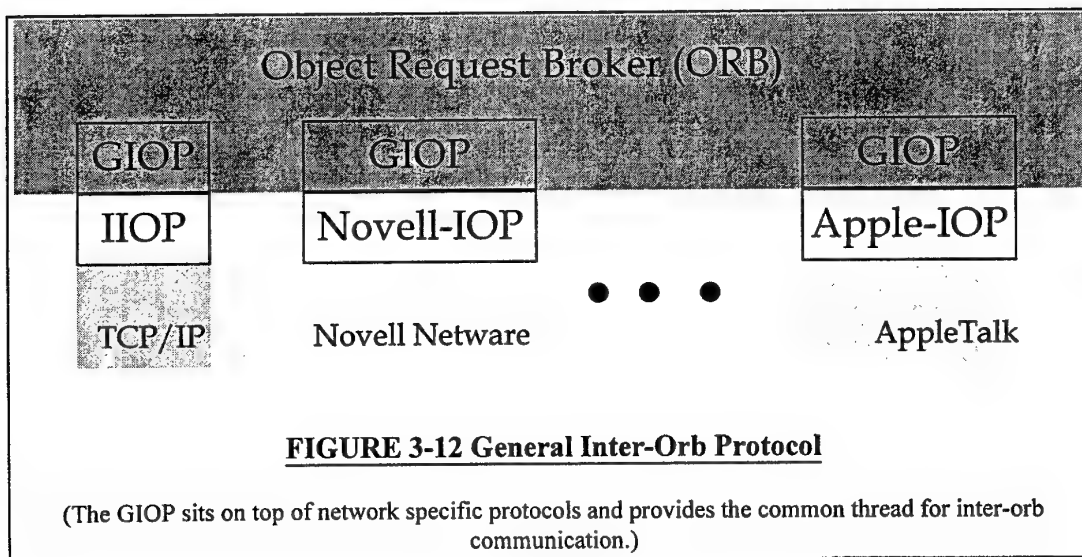 Object Request Broker (ORB)
GIOP GIOP GIOP
IIOP Novell-IOP Apple-IOP
TCP/IP Novell Netware AppleTalk
FIGURE 3-12 General Inter-Orb Protocol
(The GIOP sits on top of network specific protocols and provides the common thread for inter-orb
communication.)